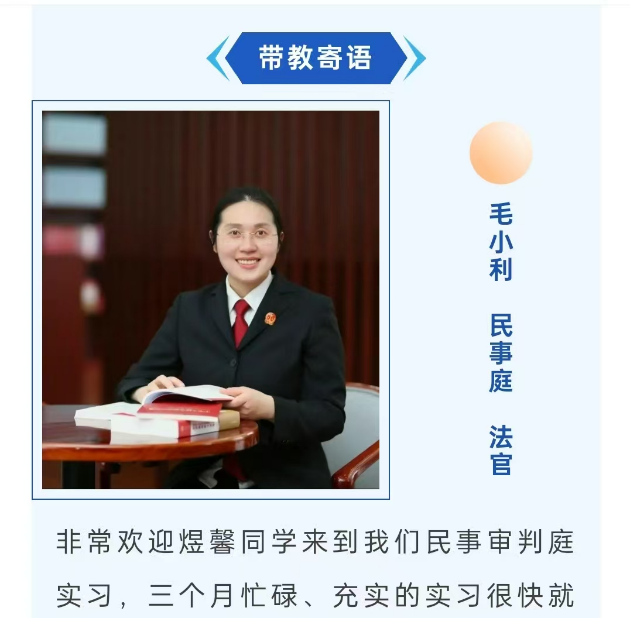 带教寄语
毛小利 民事庭 法官
非常欢迎煜馨同学来到我们民事审判庭
实习，三个月忙碌、充实的实习很快就